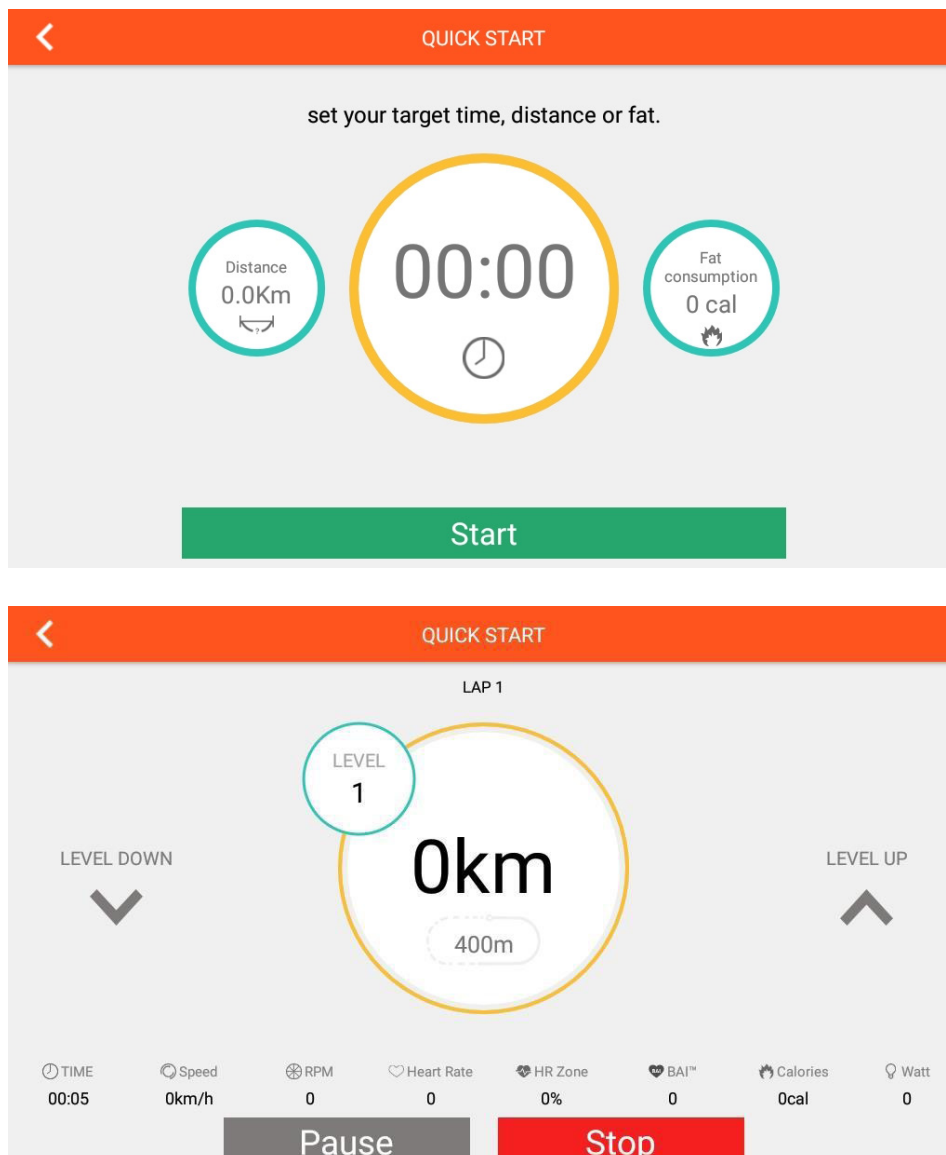 QUICK START
set your target time, distance or fat.
Distance
0.0Km
?
00:00
Fat
consumption
0 cal
Start
QUICK START
LAP 1
LEVEL
1
0km
400m
LEVEL DOWN
LEVEL UP
TIME Speed RPM Heart Rate HR Zone BAI™ Calories Watt
00:05 0km/h 0 0 0% 0 0cal 0
Pause Stop